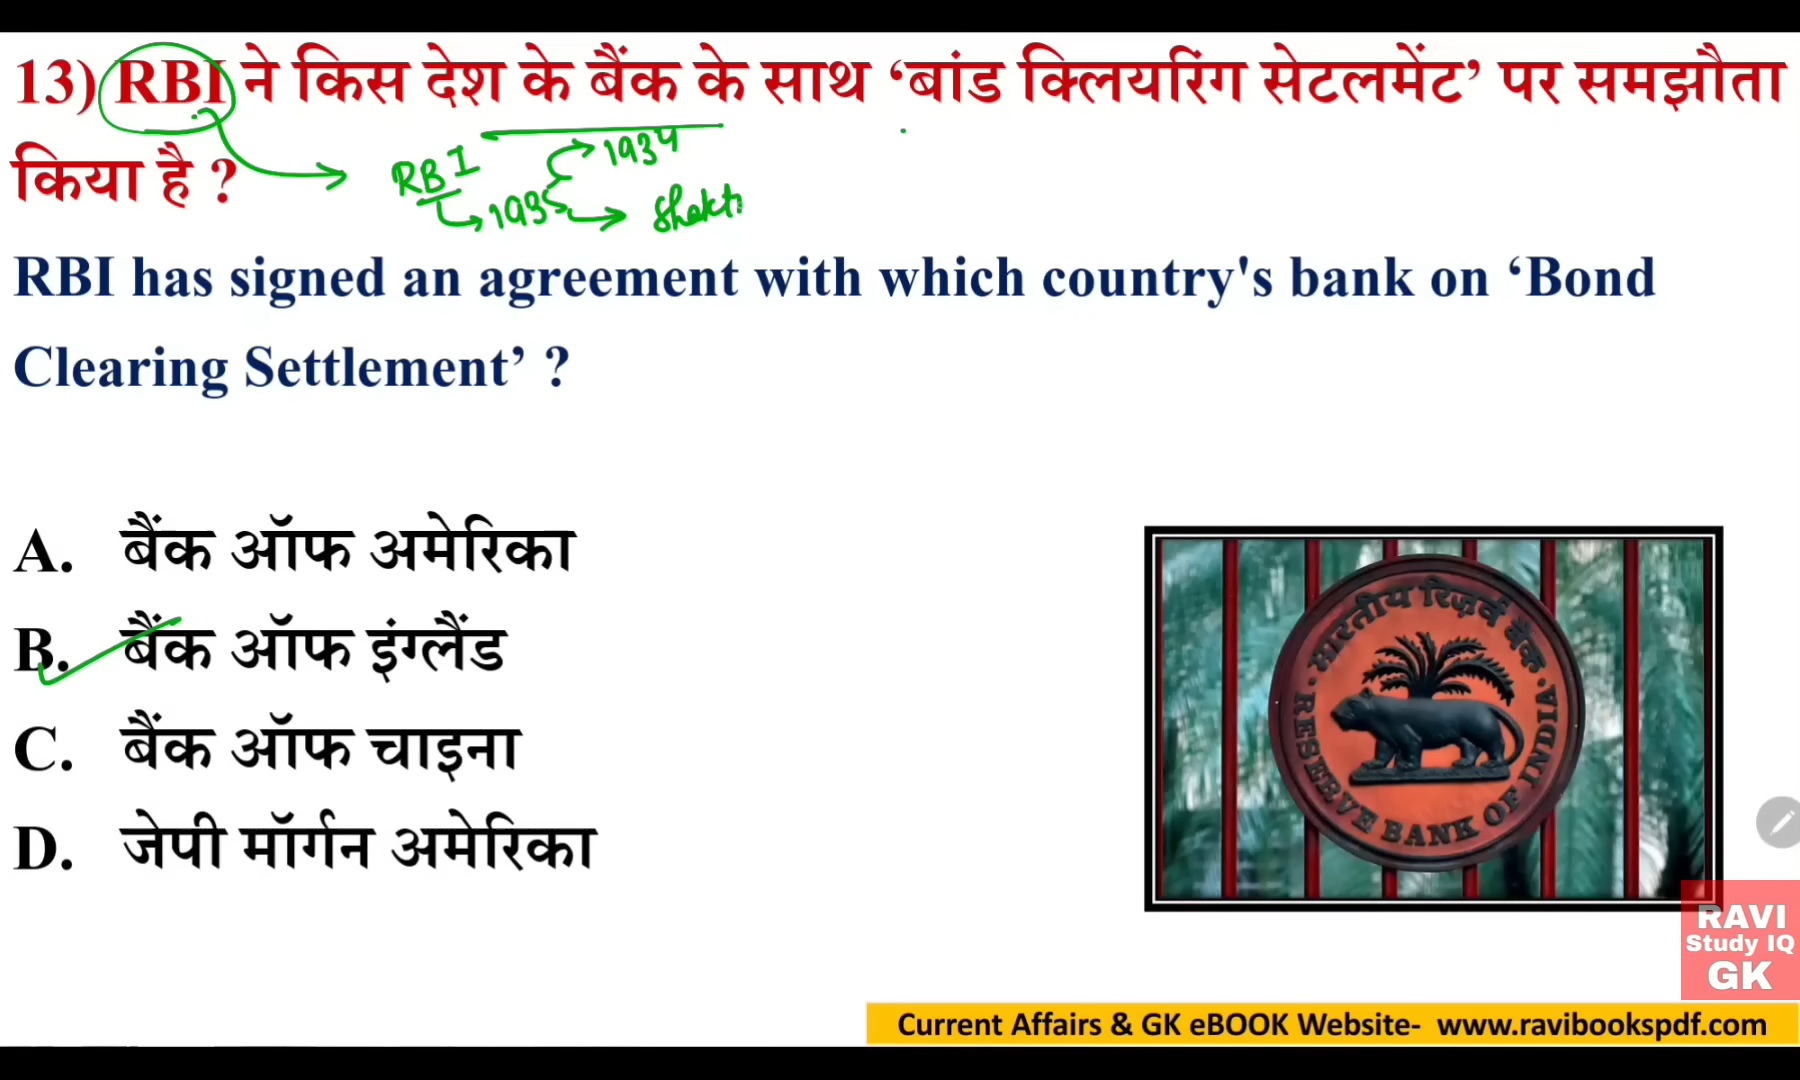 13) RBI ने किस देश के बैंक के साथ ‘बांड क्लियरिंग सेटलमेंट’ पर समझौता
किया है ?
RBI
1934
1935
Shakti
RBI has signed an agreement with which country's bank on ‘Bond
Clearing Settlement’ ?
A. बैंक ऑफ अमेरिका
B. बैंक ऑफ इंग्लैंड
C. बैंक ऑफ चाइना
D. जेपी मॉर्गन अमेरिका
भारतीय रिज़र्व बैंक
RESERVE BANK OF INDIA
RAVI
Study IQ
GK
Current Affairs & GK eBOOK Website- www.ravibookspdf.com